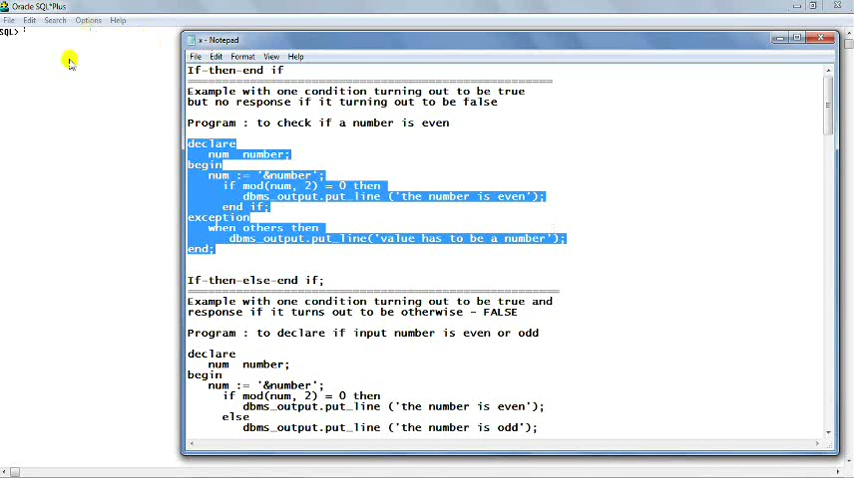 Oracle SQL*Plus
File Edit Search Options Help
SQL>
x - Notepad
File Edit Format View Help
If-then-end if
=====================================================
Example with one condition turning out to be true
but no response if it turning out to be false
Program : to check if a number is even
declare
num number;
begin
num := '&number';
if mod(num, 2) = 0 then
dbms_output.put_line ('the number is even');
end if;
exception
when others then
dbms_output.put_line('value has to be a number');
end;
If-then-else-end if;
======================================================
Example with one condition turning out to be true and
response if it turns out to be otherwise - FALSE
Program : to declare if input number is even or odd
declare
num number;
begin
num := '&number';
if mod(num, 2) = 0 then
dbms_output.put_line ('the number is even');
else
dbms_output.put_line ('the number is odd');